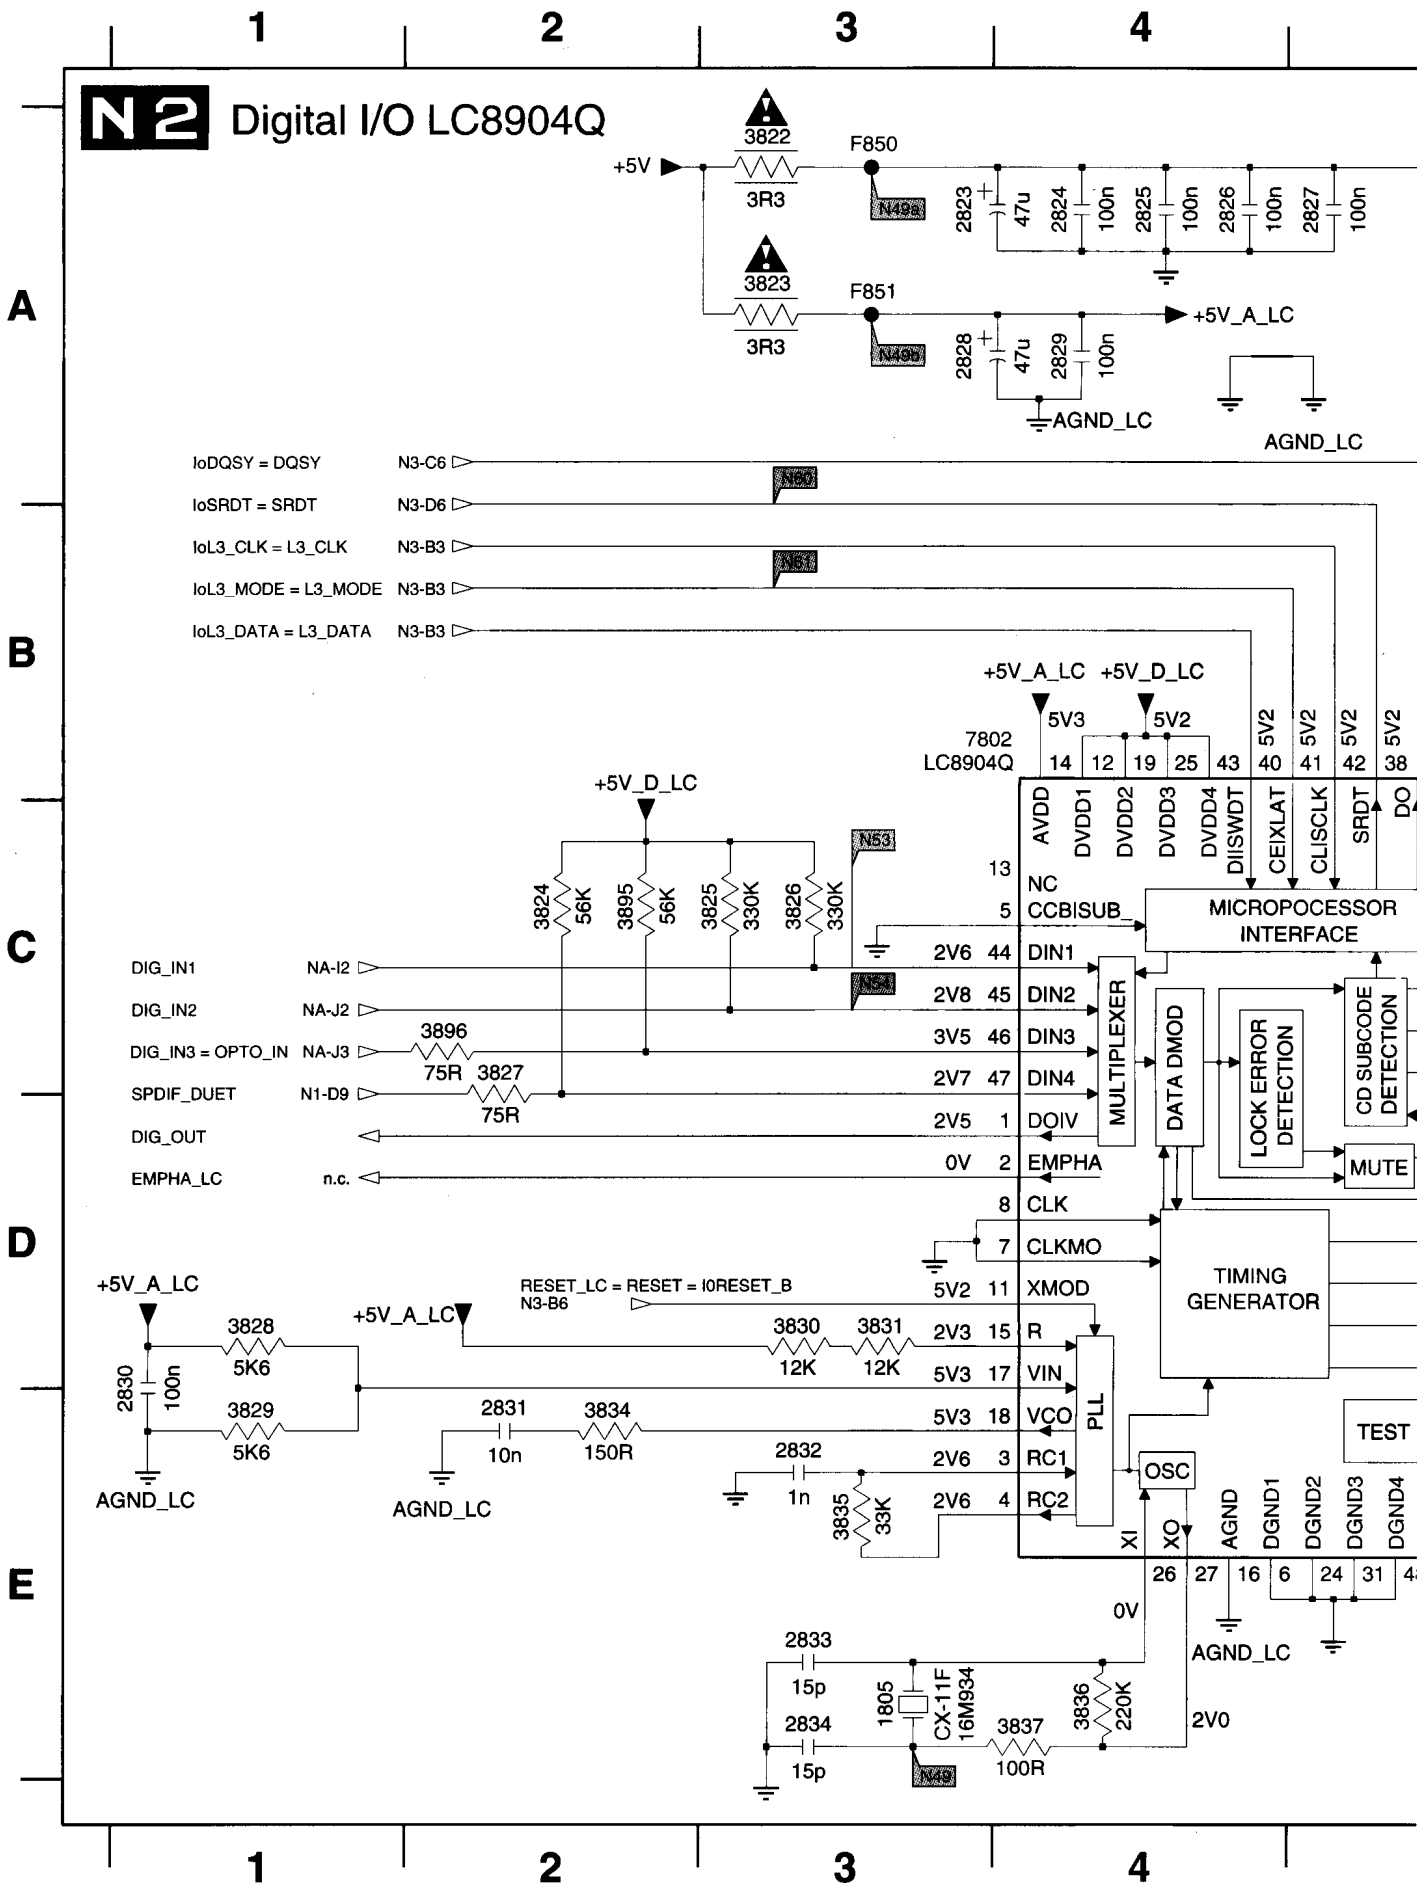 1 2 3 4
N 2 Digital I/O LC8904Q
3822
+5V
3R3
F850
N49a
2823
47u
2824
100n
2825
100n
2826
100n
2827
100n
A
3823
3R3
F851
N49b
2828
47u
2829
100n
+5V_A_LC
AGND_LC
AGND_LC
IoDQSY = DQSY N3-C6
N60
IoSRDT = SRDT N3-D6
IoL3_CLK = L3_CLK N3-B3
N61
IoL3_MODE = L3_MODE N3-B3
IoL3_DATA = L3_DATA N3-B3
B
+5V_A_LC +5V_D_LC
5V3 5V2 5V2 5V2 5V2 5V2
7802
LC8904Q
14 12 19 25 43 40 41 42 38
AVDD
DVDD1
DVDD2
DVDD3
DVDD4
DIISWDT
CEIXLAT
CLISCLK
SRDT
DO
+5V_D_LC
N53
3824
56K
3895
56K
3825
330K
3826
330K
13 NC
5 CCBISUB_
MICROPOCESSOR
INTERFACE
C
DIG_IN1 NA-I2 2V6 44 DIN1
N54
DIG_IN2 NA-J2 2V8 45 DIN2
3896
DIG_IN3 = OPTO_IN NA-J3 3V5 46 DIN3
75R 3827
SPDIF_DUET N1-D9 2V7 47 DIN4
75R
DIG_OUT 2V5 1 DOIV
EMPHA_LC n.c. 0V 2 EMPHA
MULTIPLEXER
DATA DMOD
LOCK ERROR
DETECTION
CD SUBCODE
DETECTION
MUTE
8 CLK
7 CLKMO
D
TIMING
GENERATOR
RESET_LC = RESET = I0RESET_B
N3-B6
5V2 11 XMOD
+5V_A_LC
3828
5K6
2830
100n
3829
5K6
AGND_LC
+5V_A_LC
3830
12K
3831
12K
2V3 15 R
5V3 17 VIN
2831
10n
3834
150R
5V3 18 VCO
AGND_LC
2832
1n
2V6 3 RC1
3835
33K
2V6 4 RC2
PLL
OSC
TEST
XI
XO
AGND
DGND1
DGND2
DGND3
DGND4
26 27 16 6 24 31
E
0V
AGND_LC
2833
15p
2834
15p
1805
CX-11F
16M934
N49
3837
100R
3836
220K
2V0
1 2 3 4